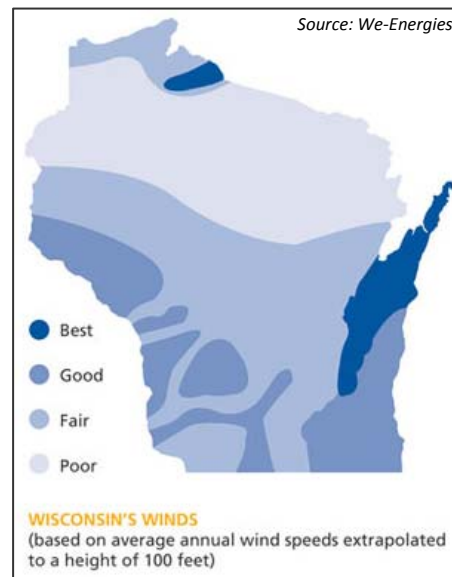 Source: We-Energies
Best
Good
Fair
Poor
WISCONSIN'S WINDS
(based on average annual wind speeds extrapolated
to a height of 100 feet)